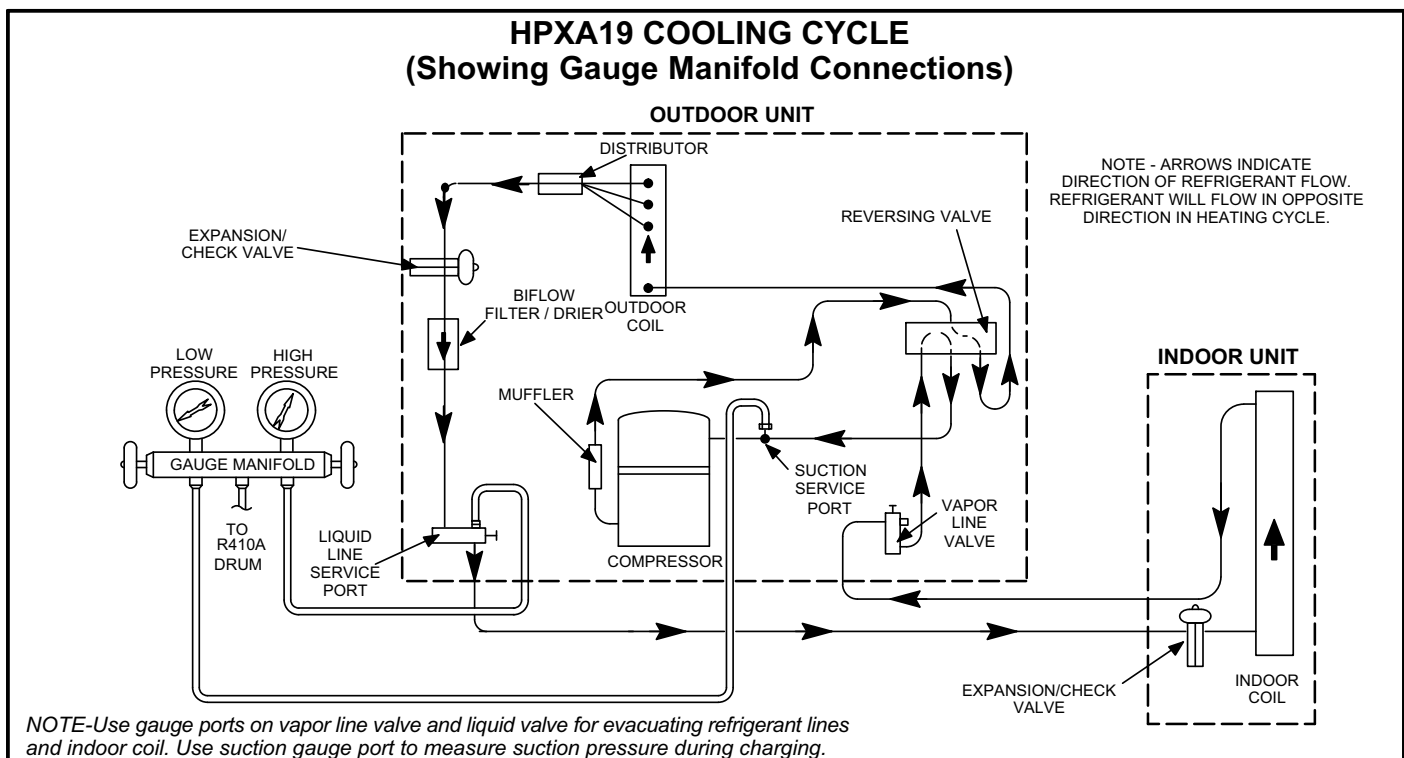 HPXA19 COOLING CYCLE
(Showing Gauge Manifold Connections)
OUTDOOR UNIT
DISTRIBUTOR
NOTE - ARROWS INDICATE
DIRECTION OF REFRIGERANT FLOW.
REFRIGERANT WILL FLOW IN OPPOSITE
DIRECTION IN HEATING CYCLE.
REVERSING VALVE
EXPANSION/
CHECK VALVE
BIFLOW
FILTER / DRIER
OUTDOOR
COIL
LOW
PRESSURE
HIGH
PRESSURE
INDOOR UNIT
MUFFLER
GAUGE MANIFOLD
SUCTION
SERVICE
PORT
VAPOR
LINE
VALVE
TO
R410A
DRUM
LIQUID
LINE
SERVICE
PORT
COMPRESSOR
EXPANSION/CHECK
VALVE
INDOOR
COIL
NOTE-Use gauge ports on vapor line valve and liquid valve for evacuating refrigerant lines
and indoor coil. Use suction gauge port to measure suction pressure during charging.